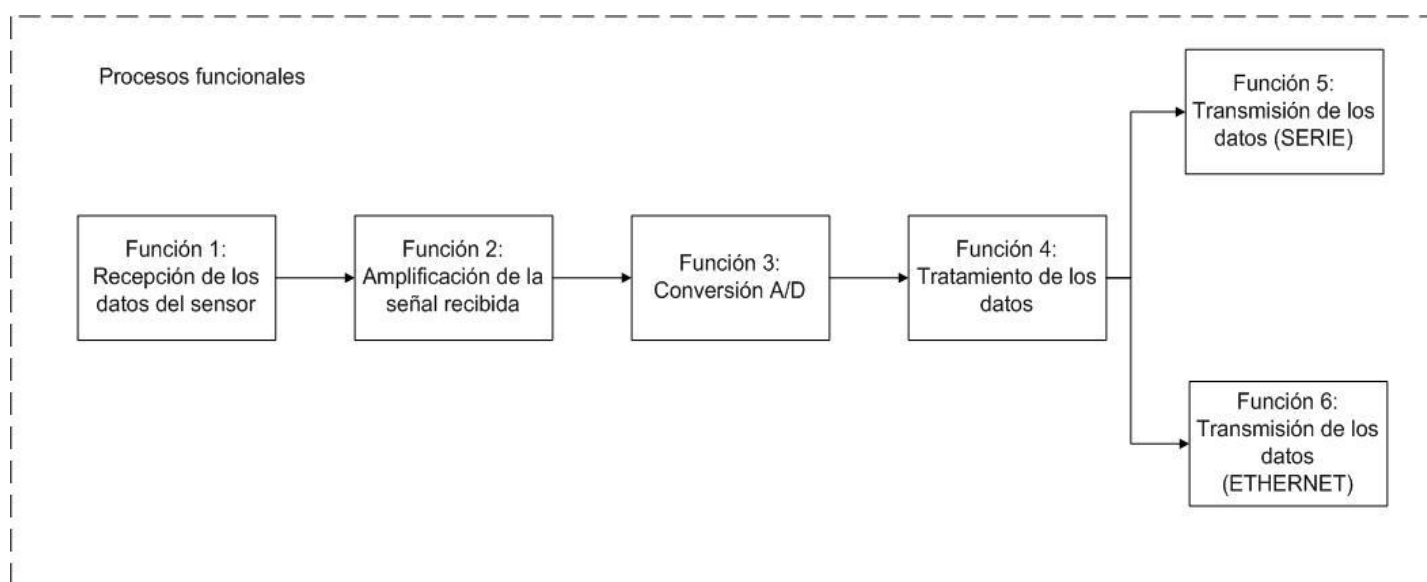 Procesos funcionales
Función 1:
Recepción de los
datos del sensor
Función 2:
Amplificación de la
señal recibida
Función 3:
Conversión A/D
Función 4:
Tratamiento de los
datos
Función 5:
Transmisión de los
datos (SERIE)
Función 6:
Transmisión de los
datos
(ETHERNET)